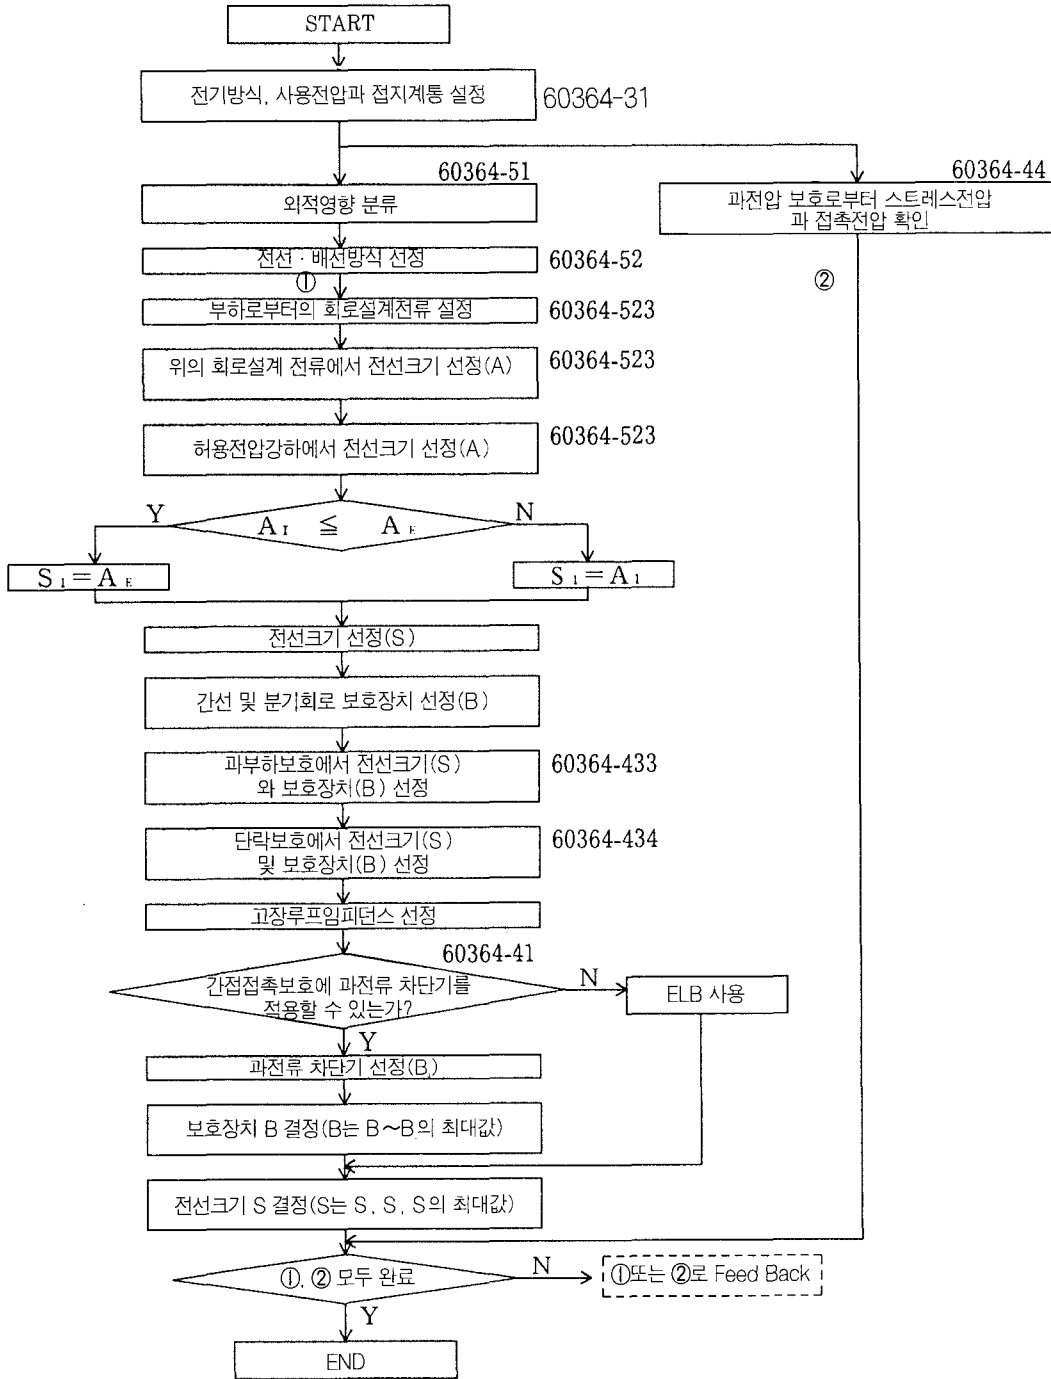 START
전기방식, 사용전압과 접지계통 설정
60364-31
60364-51
60364-44
외적영향 분류
과전압 보호로부터 스트레스전압
과 접촉전압 확인
전선·배선방식 선정
60364-52
①
②
부하로부터의 회로설계전류 설정
60364-523
위의 회로설계 전류에서 전선크기 선정(A)
60364-523
허용전압강하에서 전선크기 선정(A)
60364-523
Y
A I ≦ A E
N
S 1 = A E
S 1 = A I
전선크기 선정(S)
간선 및 분기회로 보호장치 선정(B)
과부하보호에서 전선크기(S)
와 보호장치(B) 선정
60364-433
단락보호에서 전선크기(S)
및 보호장치(B) 선정
60364-434
고장루프임피던스 선정
60364-41
간접접촉보호에 과전류 차단기를
적용할 수 있는가?
N
ELB 사용
Y
과전류 차단기 선정(B)
보호장치 B 결정(B는 B~B의 최대값)
전선크기 S 결정(S는 S, S, S의 최대값)
①, ② 모두 완료
N
①또는 ②로 Feed Back
Y
END